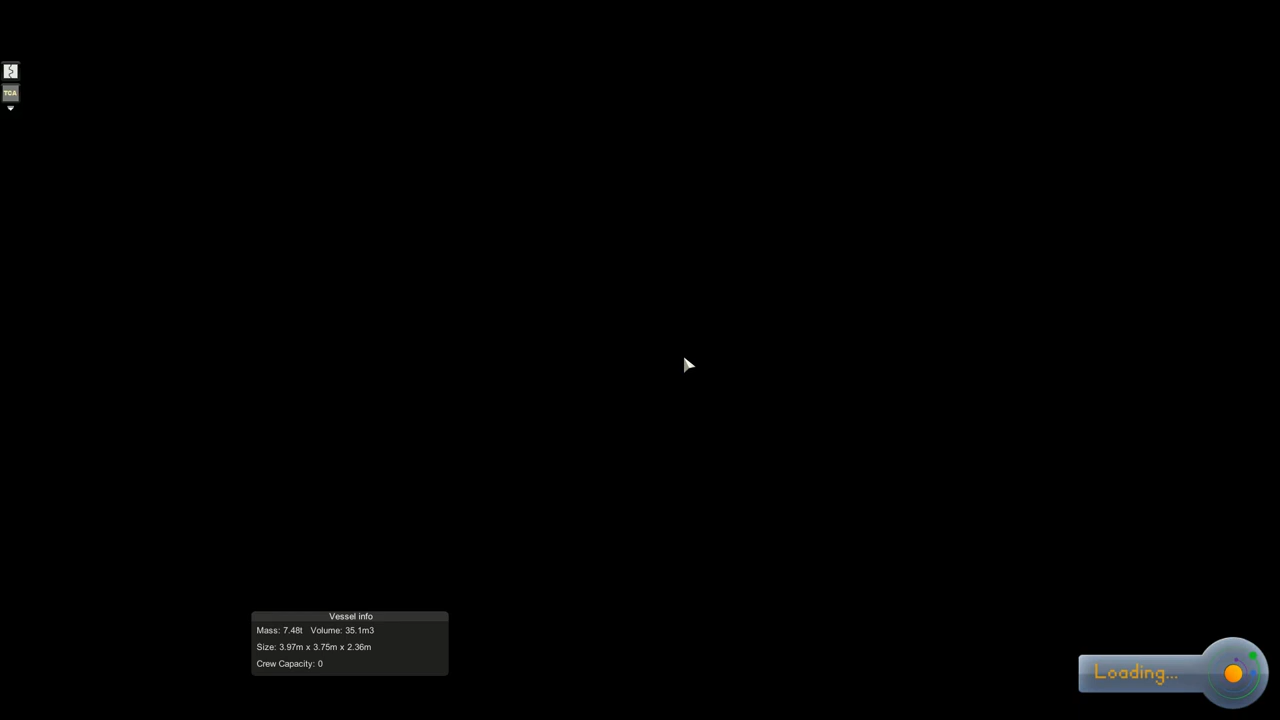 TCA
Vessel info
Mass: 7.48t Volume: 35.1m3
Size: 3.97m x 3.75m x 2.36m
Crew Capacity: 0
Loading...